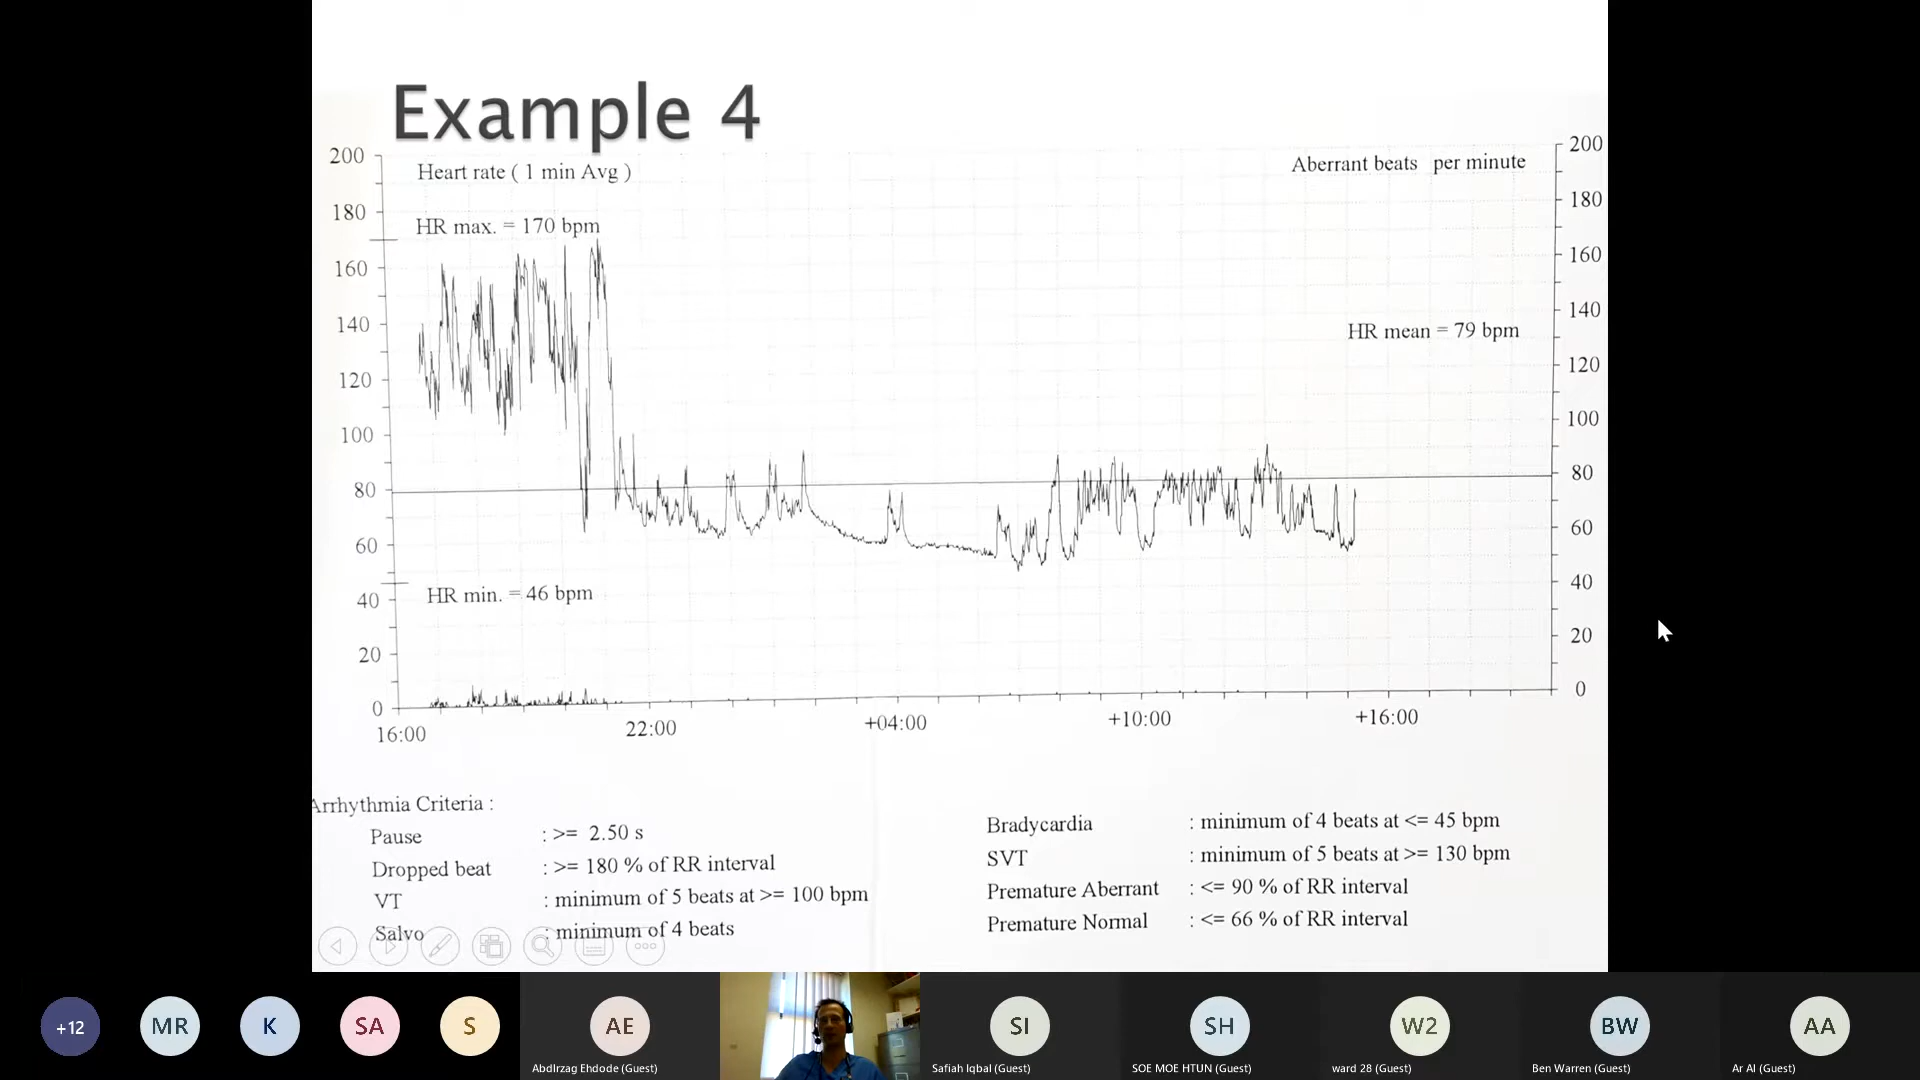 Example 4
200
200
Heart rate ( 1 min Avg )
Aberrant beats per minute
180
180
HR max. = 170 bpm
160
160
140
140
HR mean = 79 bpm
120
120
100
100
80
80
60
60
40
40
HR min. = 46 bpm
20
20
0
0
16:00
22:00
+04:00
+10:00
+16:00
Arrhythmia Criteria :
Pause : >= 2.50 s
Dropped beat : >= 180 % of RR interval
VT : minimum of 5 beats at >= 100 bpm
Salvo : minimum of 4 beats
Bradycardia : minimum of 4 beats at <= 45 bpm
SVT : minimum of 5 beats at >= 130 bpm
Premature Aberrant : <= 90 % of RR interval
Premature Normal : <= 66 % of RR interval
+12
MR
K
SA
S
AE
SI
SH
W2
BW
AA
Abdlrzag Ehdode (Guest)
Safiah Iqbal (Guest)
SOE MOE HTUN (Guest)
ward 28 (Guest)
Ben Warren (Guest)
Ar Al (Guest)